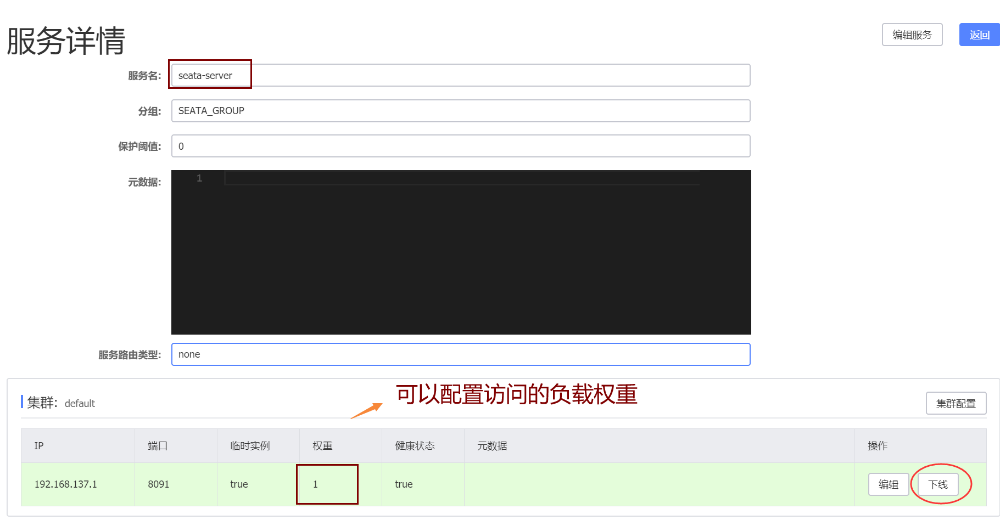 服务详情
编辑服务 返回
服务名: seata-server
分组: SEATA_GROUP
保护阈值: 0
元数据: 1
服务路由类型: none
可以配置访问的负载权重
集群: default 集群配置
IP 端口 临时实例 权重 健康状态 元数据 操作
192.168.137.1 8091 true 1 true 编辑 下线